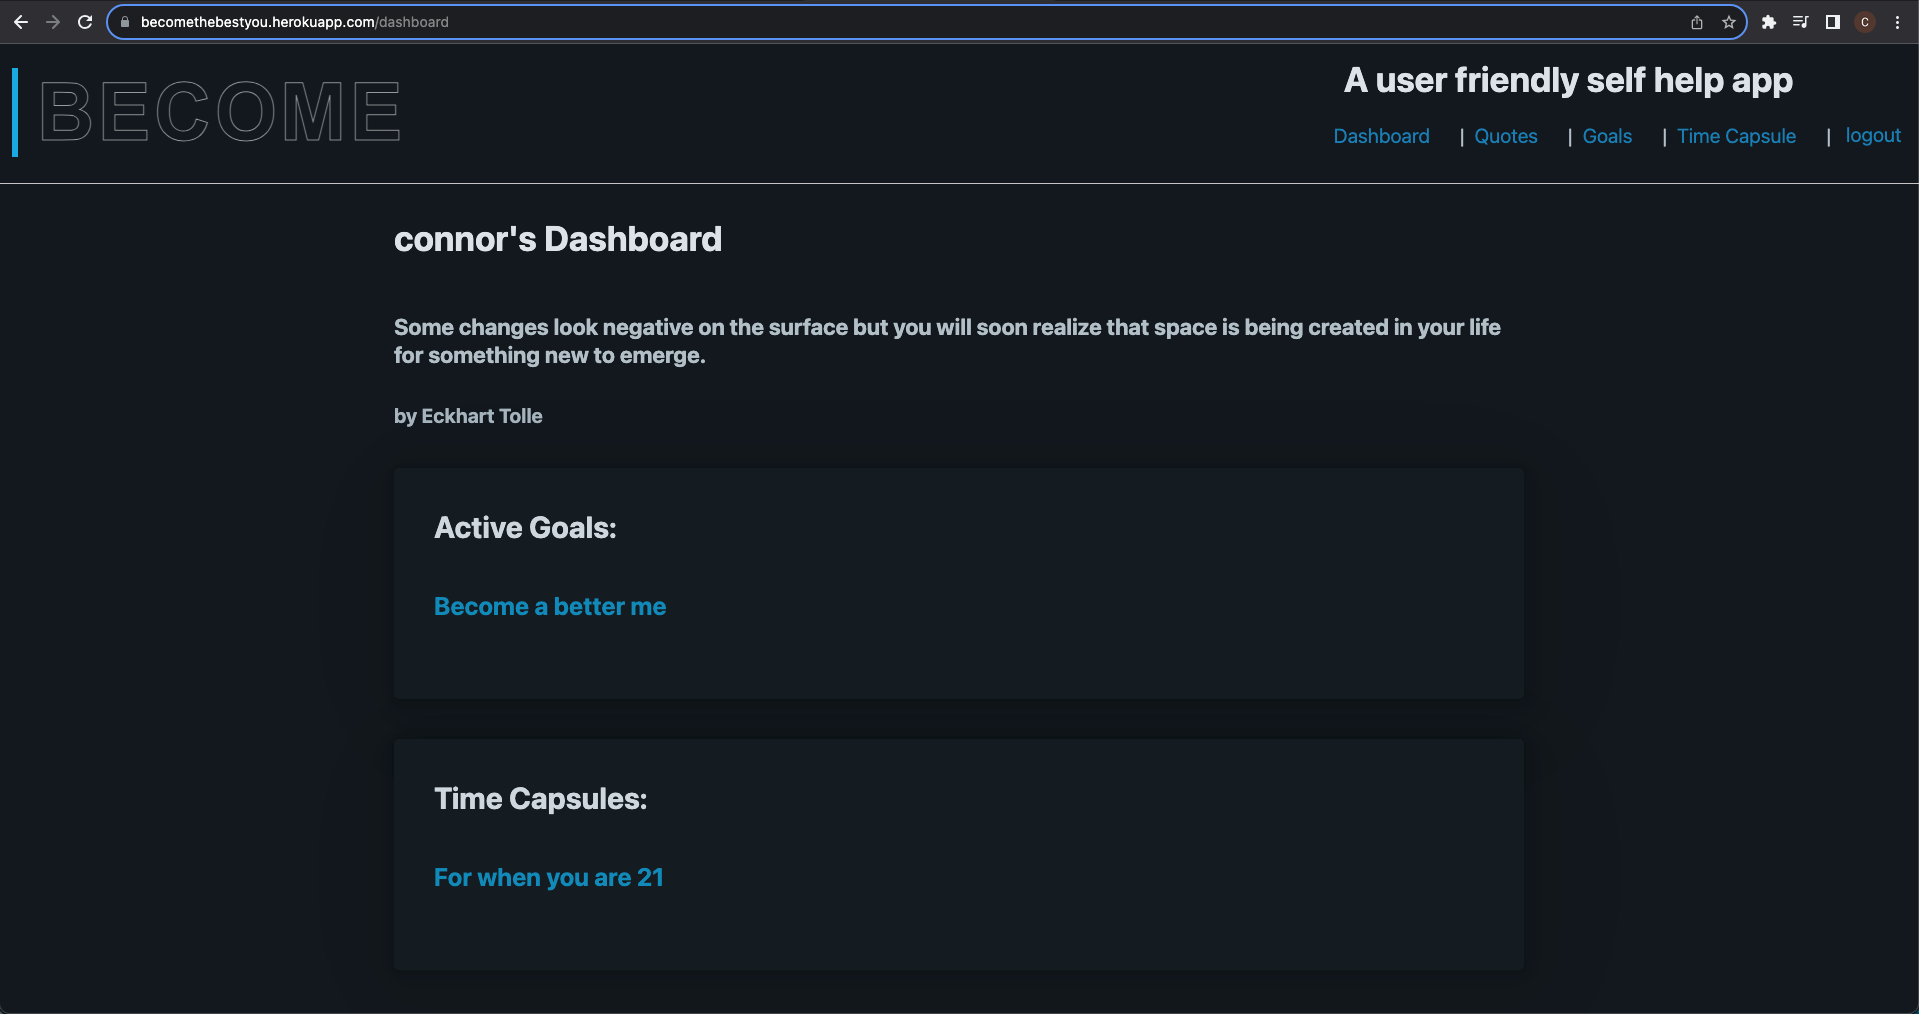 becomethebestyou.herokuapp.com/dashboard
C
BECOME
A user friendly self help app
Dashboard | Quotes | Goals | Time Capsule | logout
connor's Dashboard
Some changes look negative on the surface but you will soon realize that space is being created in your life
for something new to emerge.
by Eckhart Tolle
Active Goals:
Become a better me
Time Capsules:
For when you are 21